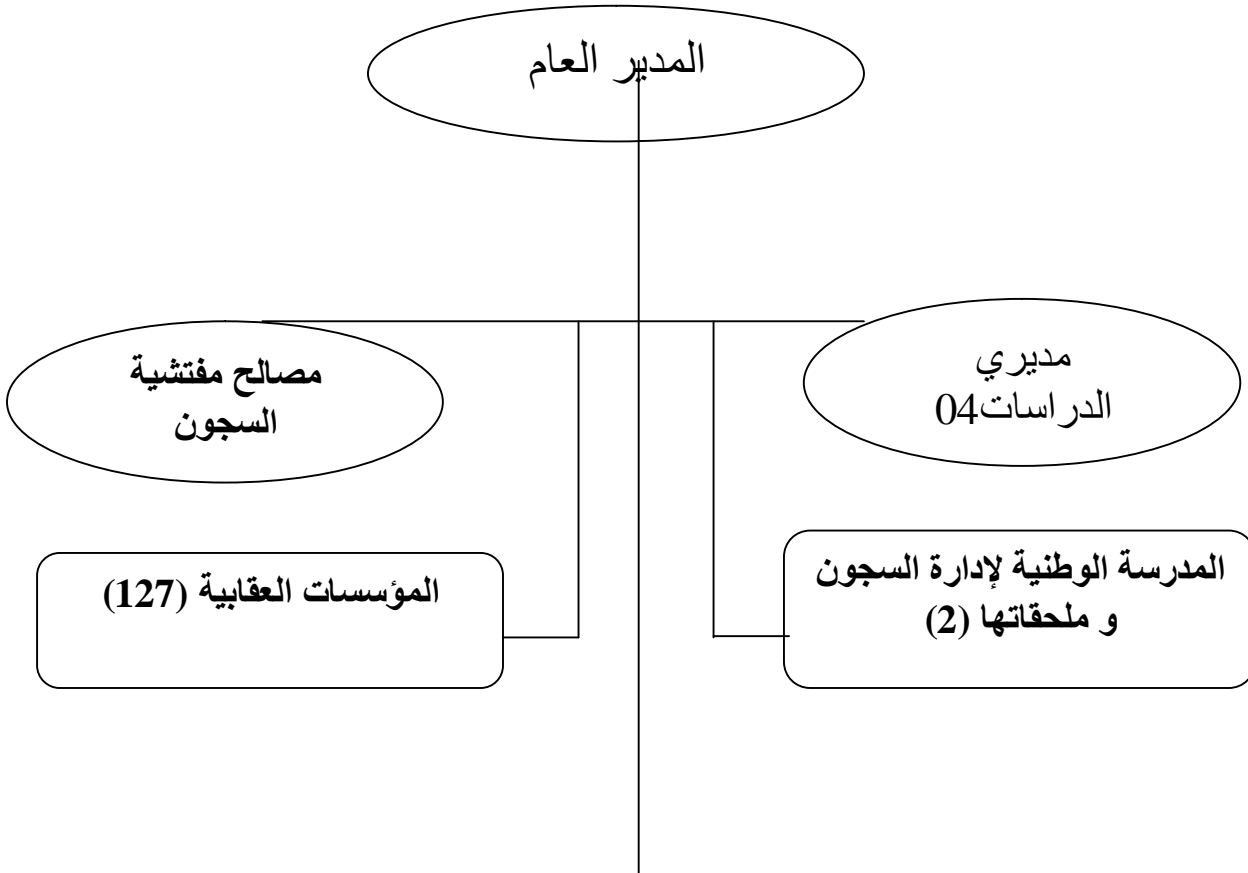 المدير العام
مديري
الدراسات04
مصالح مفتشية
السجون
المدرسة الوطنية لإدارة السجون
و ملحقاتها (2)
المؤسسات العقابية (127)